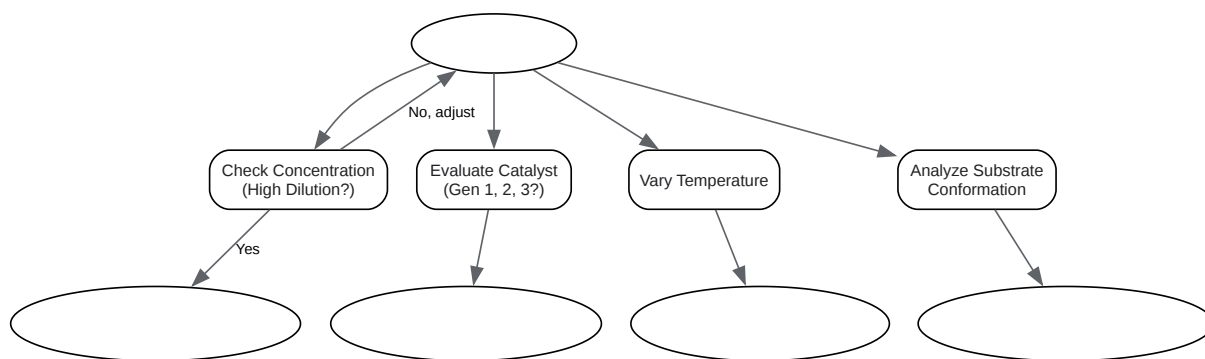 No, adjust
Check Concentration
(High Dilution?)
Evaluate Catalyst
(Gen 1, 2, 3?)
Vary Temperature
Analyze Substrate
Conformation
Yes